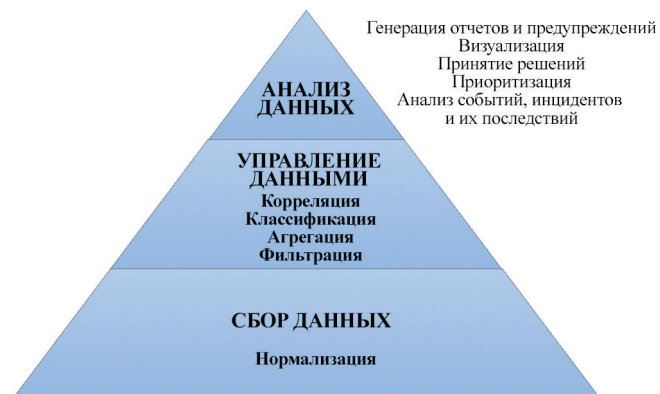 Генерация отчетов и предупреждений
Визуализация
Принятие решений
Приоритизация
Анализ событий, инцидентов
и их последствий
АНАЛИЗ
ДАННЫХ
УПРАВЛЕНИЕ
ДАННЫМИ
Корреляция
Классификация
Агрегация
Фильтрация
СБОР ДАННЫХ
Нормализация